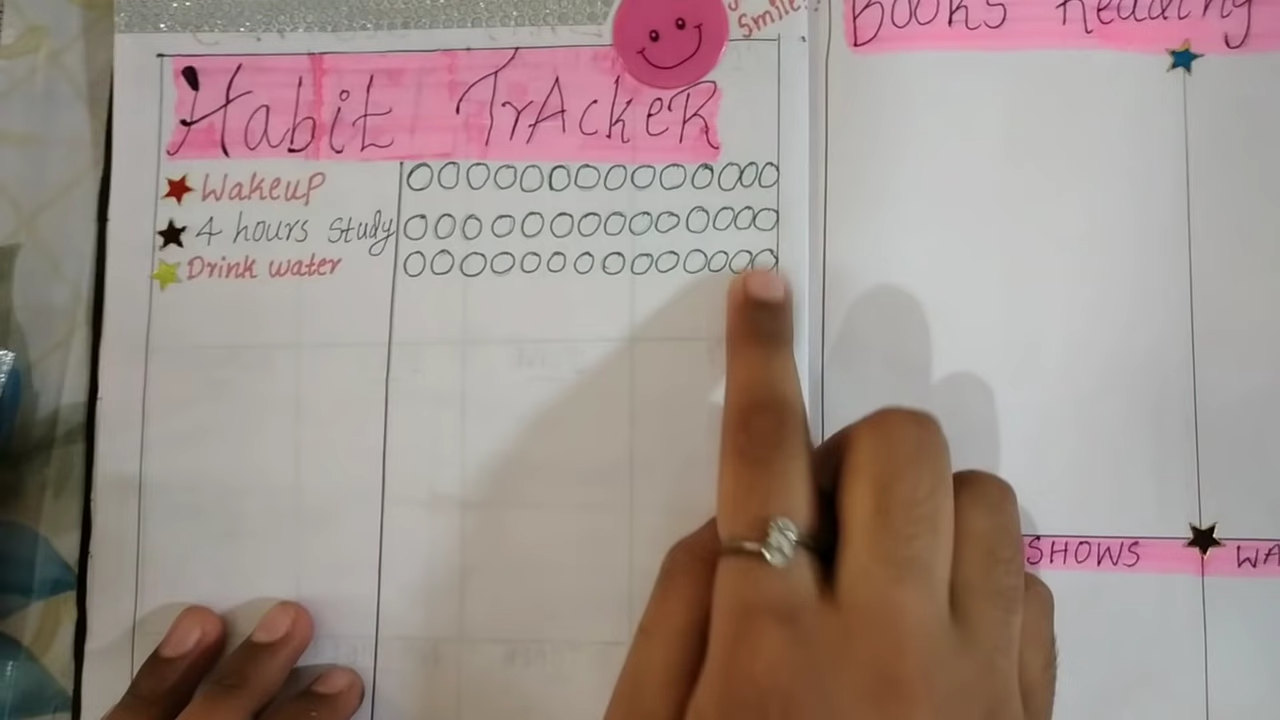 Smile
Habit TrAckeR
Wakeup
4 hours study
Drink water
Books Reading
SHOWS